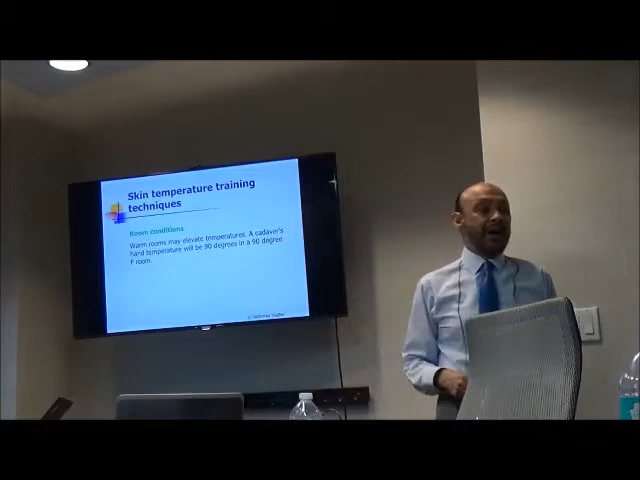 Skin temperature training
techniques
Room conditions
Warm rooms may elevate temperatures. A cadaver's
hand temperature will be 90 degrees in a 90 degree
F room.